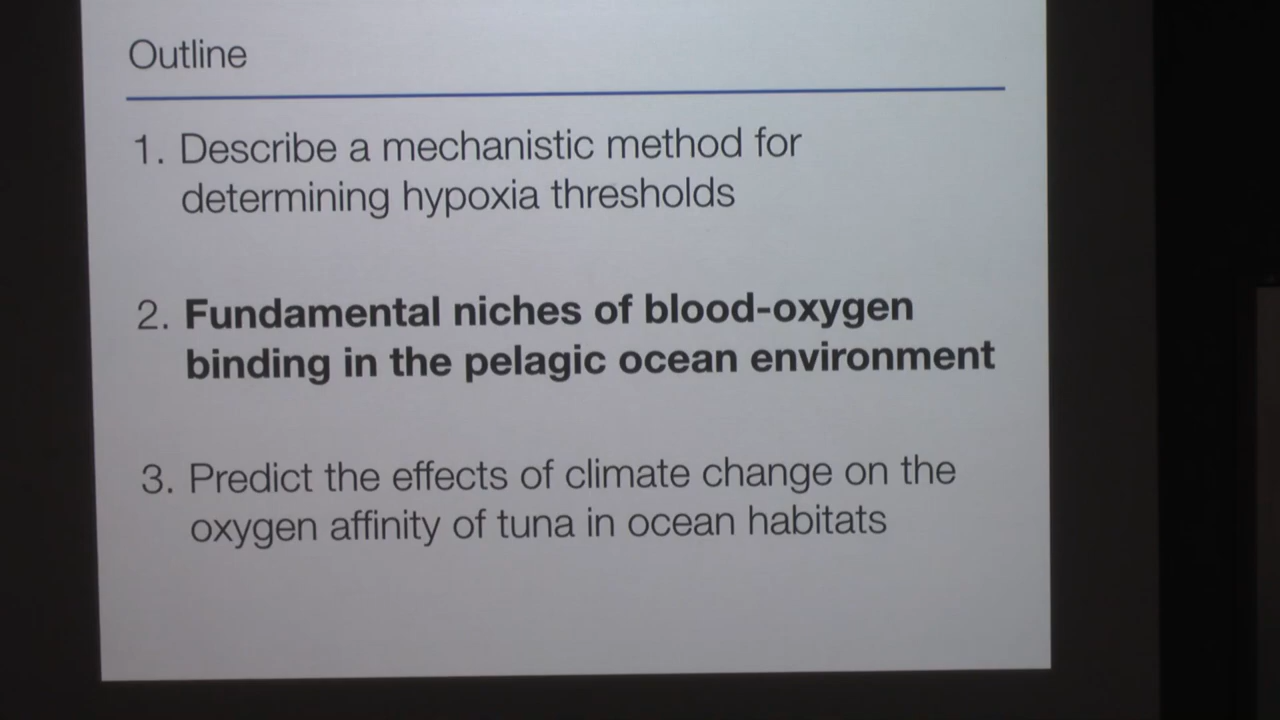 Outline
1. Describe a mechanistic method for
determining hypoxia thresholds
2. Fundamental niches of blood-oxygen
binding in the pelagic ocean environment
3. Predict the effects of climate change on the
oxygen affinity of tuna in ocean habitats